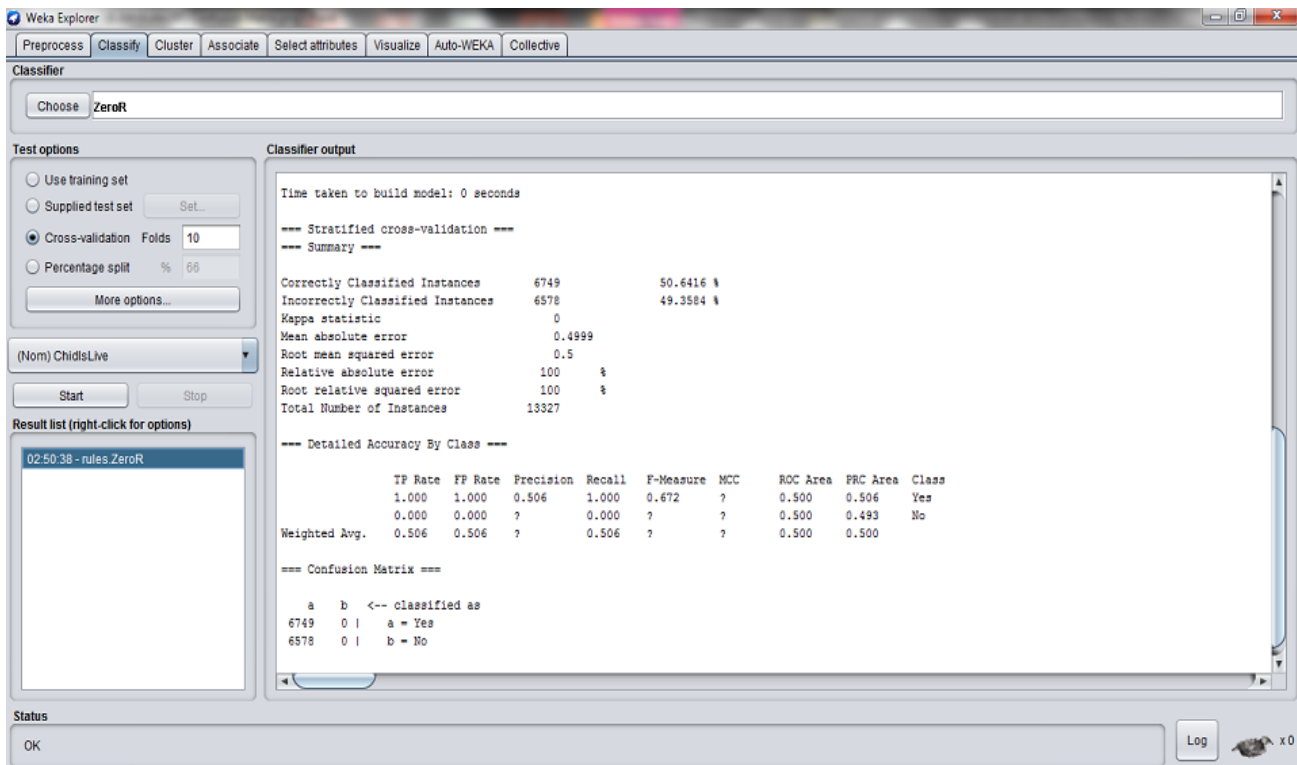 Weka Explorer
Preprocess Classify Cluster Associate Select attributes Visualize Auto-WEKA Collective
Classifier
Choose ZeroR
Test options
Use training set
Supplied test set Set...
Cross-validation Folds 10
Percentage split % 66
More options...
(Nom) ChidIsLive
Start Stop
Result list (right-click for options)
02:50:38 - rules.ZeroR
Classifier output
Time taken to build model: 0 seconds
=== Stratified cross-validation ===
=== Summary ===
Correctly Classified Instances 6749 50.6416 %
Incorrectly Classified Instances 6578 49.3584 %
Kappa statistic 0
Mean absolute error 0.4999
Root mean squared error 0.5
Relative absolute error 100 %
Root relative squared error 100 %
Total Number of Instances 13327
=== Detailed Accuracy By Class ===
TP Rate FP Rate Precision Recall F-Measure MCC ROC Area PRC Area Class
1.000 1.000 0.506 1.000 0.672 ? 0.500 0.506 Yes
0.000 0.000 ? 0.000 ? ? 0.500 0.493 No
Weighted Avg. 0.506 0.506 ? 0.506 ? ? 0.500 0.500
=== Confusion Matrix ===
a b <-- classified as
6749 0 | a = Yes
6578 0 | b = No
Status
OK
Log x 0